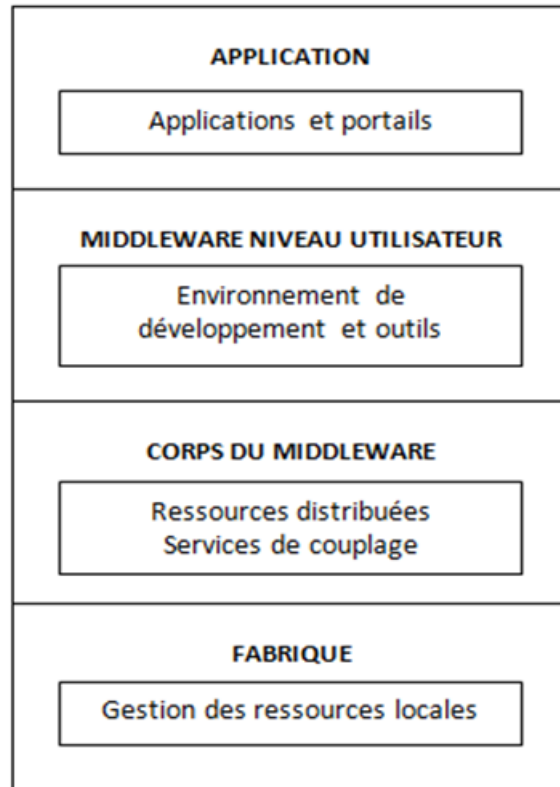 APPLICATION
Applications et portails
MIDDLEWARE NIVEAU UTILISATEUR
Environnement de
développement et outils
CORPS DU MIDDLEWARE
Ressources distribuées
Services de couplage
FABRIQUE
Gestion des ressources locales